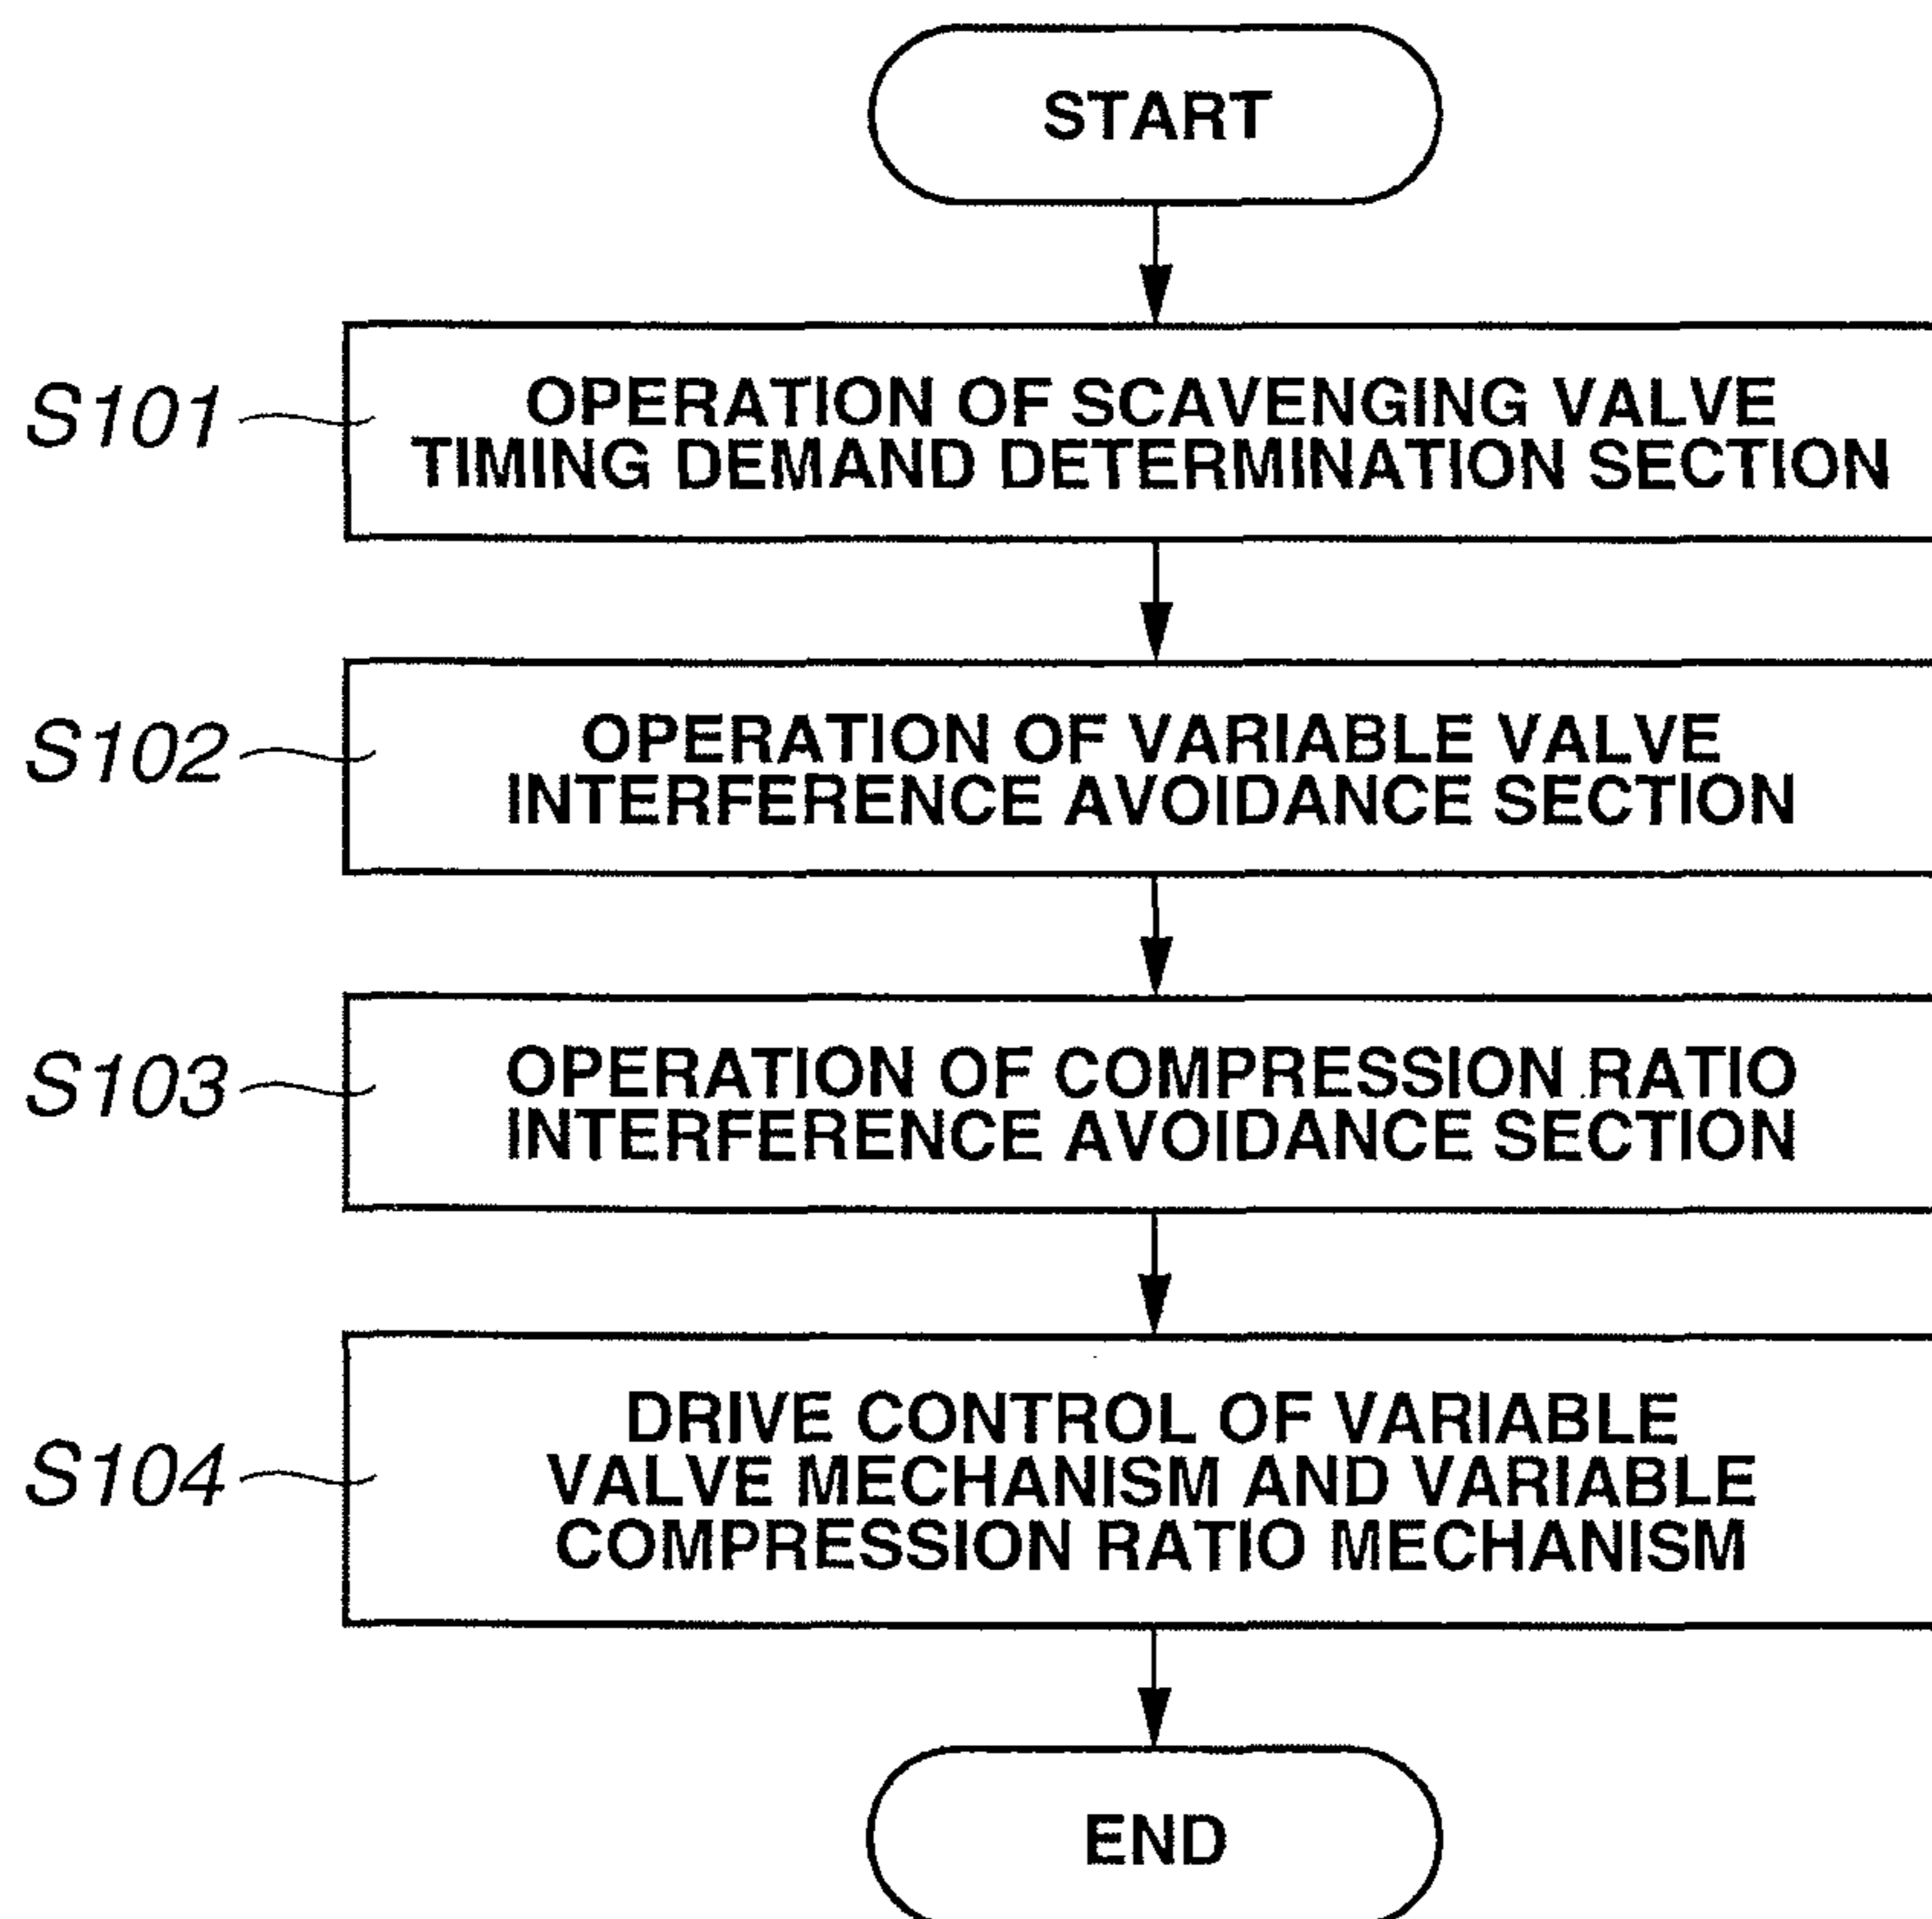 START
S101
OPERATION OF SCAVENGING VALVE
TIMING DEMAND DETERMINATION SECTION
S102
OPERATION OF VARIABLE VALVE
INTERFERENCE AVOIDANCE SECTION
S103
OPERATION OF COMPRESSION RATIO
INTERFERENCE AVOIDANCE SECTION
S104
DRIVE CONTROL OF VARIABLE
VALVE MECHANISM AND VARIABLE
COMPRESSION RATIO MECHANISM
END